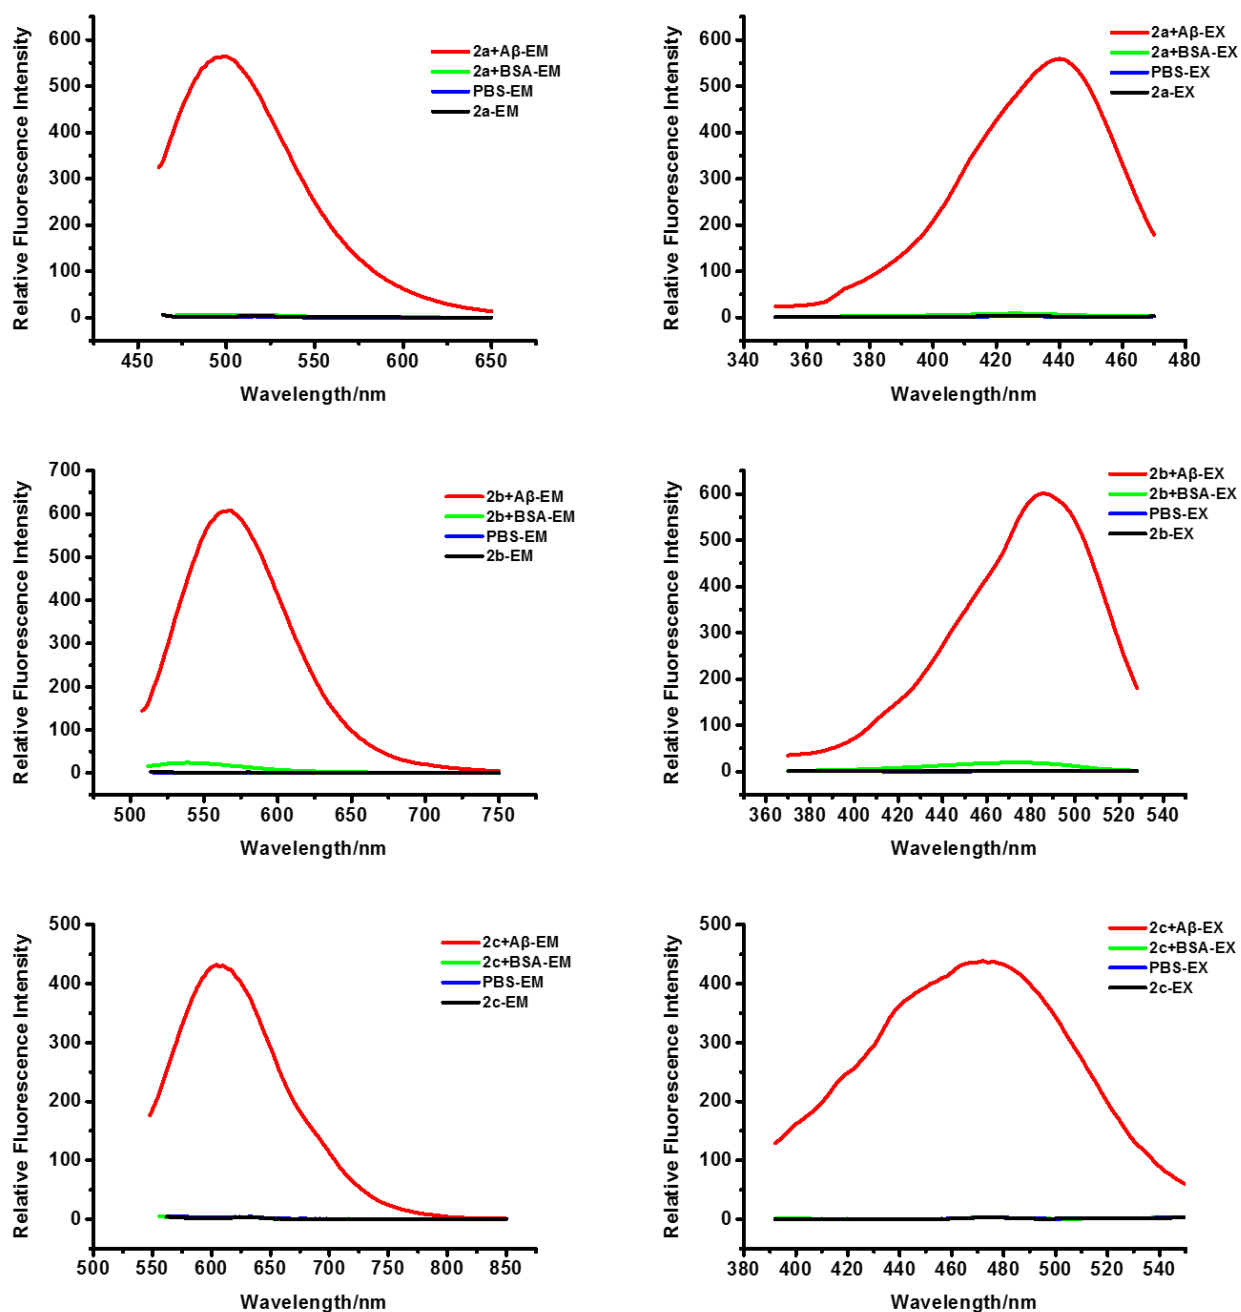 Relative Fluorescence Intensity
600
500
400
300
200
100
0
450
500
550
600
650
Wavelength/nm
2a+Aβ-EM
2a+BSA-EM
PBS-EM
2a-EM
Relative Fluorescence Intensity
600
500
400
300
200
100
0
340
360
380
400
420
440
460
480
Wavelength/nm
2a+Aβ-EX
2a+BSA-EX
PBS-EX
2a-EX
Relative Fluorescence Intensity
700
600
500
400
300
200
100
0
500
550
600
650
700
750
Wavelength/nm
2b+Aβ-EM
2b+BSA-EM
PBS-EM
2b-EM
Relative Fluorescence Intensity
600
500
400
300
200
100
0
360
380
400
420
440
460
480
500
520
540
Wavelength/nm
2b+Aβ-EX
2b+BSA-EX
PBS-EX
2b-EX
Relative Fluorescence Intensity
500
400
300
200
100
0
500
550
600
650
700
750
800
850
Wavelength/nm
2c+Aβ-EM
2c+BSA-EM
PBS-EM
2c-EM
Relative Fluorescence Intensity
500
400
300
200
100
0
380
400
420
440
460
480
500
520
540
Wavelength/nm
2c+Aβ-EX
2c+BSA-EX
PBS-EX
2c-EX